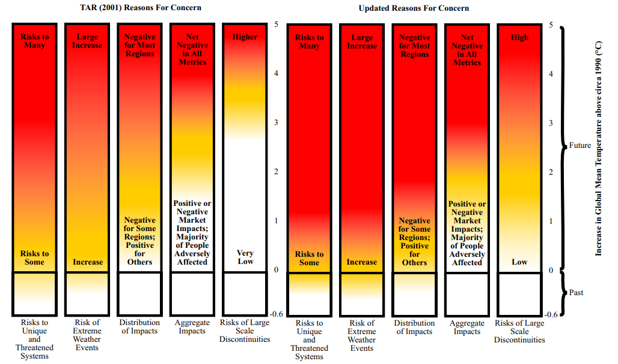 TAR (2001) Reasons For Concern
Updated Reasons For Concern
Risks to
Many
Large
Increase
Negative
for Most
Regions
Net
Negative
in All
Metrics
Higher
Risks to
Some
Increase
Negative
for Some
Regions;
Positive
for
Others
Positive or
Negative
Market
Impacts;
Majority
of People
Adversely
Affected
Very
Low
5
4
3
2
1
0
-0.6
Risks to
Unique
and
Threatened
Systems
Risk of
Extreme
Weather
Events
Distribution
of Impacts
Aggregate
Impacts
Risks of Large
Scale
Discontinuities
Risks to
Many
Large
Increase
Negative
for Most
Regions
Net
Negative
in All
Metrics
High
Risks to
Some
Increase
Negative
for Some
Regions;
Positive
for
Others
Positive or
Negative
Market
Impacts;
Majority
of People
Adversely
Affected
Low
5
4
3
2
1
0
-0.6
Future
Past
Increase in Global Mean Temperature above circa 1990 (°C)
Risks to
Unique
and
Threatened
Systems
Risk of
Extreme
Weather
Events
Distribution
of Impacts
Aggregate
Impacts
Risks of Large
Scale
Discontinuities